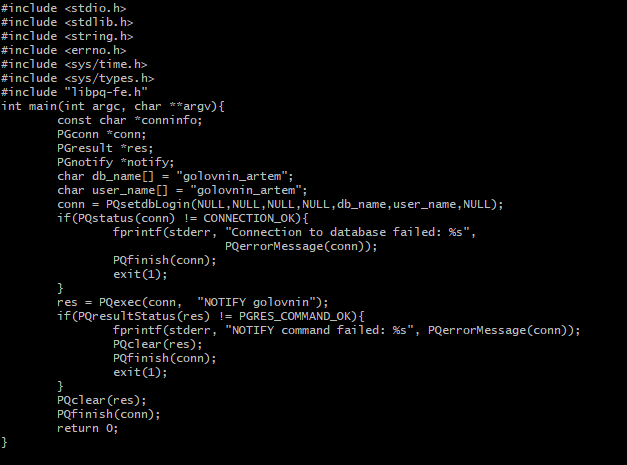 #include <stdio.h>
#include <stdlib.h>
#include <string.h>
#include <errno.h>
#include <sys/time.h>
#include <sys/types.h>
#include "libpq-fe.h"
int main(int argc, char **argv){
        const char *conninfo;
        PGconn *conn;
        PGresult *res;
        PGnotify *notify;
        char db_name[] = "golovnin_artem";
        char user_name[] = "golovnin_artem";
        conn = PQsetdbLogin(NULL,NULL,NULL,NULL,db_name,user_name,NULL);
        if(PQstatus(conn) != CONNECTION_OK){
                fprintf(stderr, "Connection to database failed: %s",
                                PQerrorMessage(conn));
                PQfinish(conn);
                exit(1);
        }
        res = PQexec(conn,  "NOTIFY golovnin");
        if(PQresultStatus(res) != PGRES_COMMAND_OK){
                fprintf(stderr, "NOTIFY command failed: %s", PQerrorMessage(conn));
                PQclear(res);
                PQfinish(conn);
                exit(1);
        }
        PQclear(res);
        PQfinish(conn);
        return 0;
}